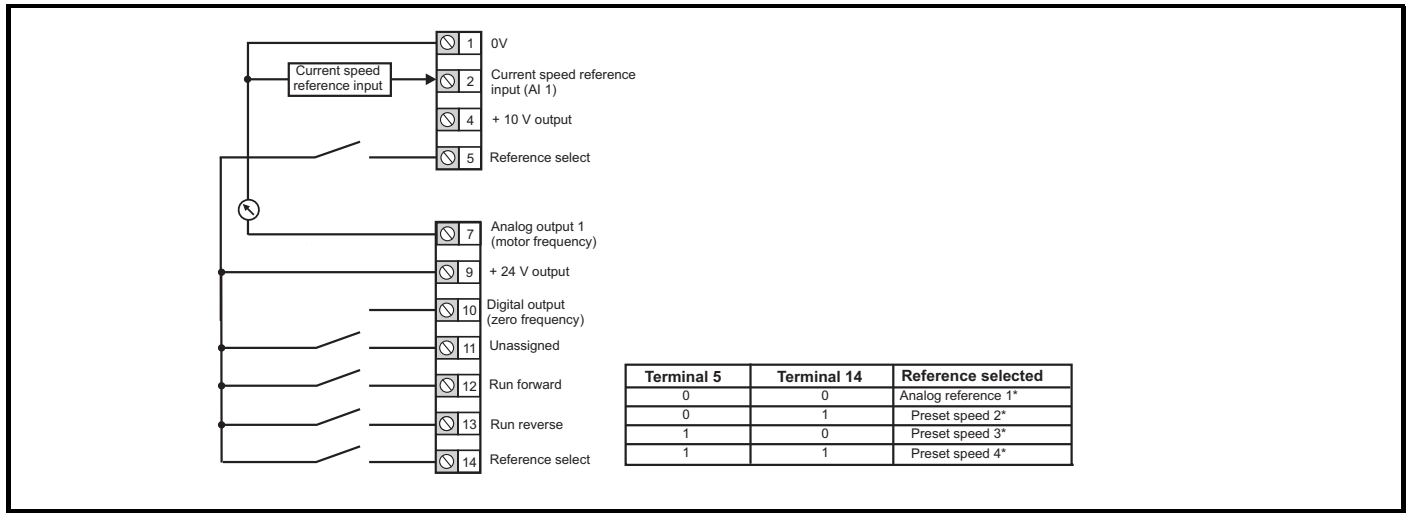 1 0V
Current speed
reference input
2 Current speed reference
input (AI 1)
4 + 10 V output
5 Reference select
7 Analog output 1
(motor frequency)
9 + 24 V output
10 Digital output
(zero frequency)
11 Unassigned
12 Run forward
13 Run reverse
14 Reference select
Terminal 5 Terminal 14 Reference selected
0 0 Analog reference 1*
0 1 Preset speed 2*
1 0 Preset speed 3*
1 1 Preset speed 4*